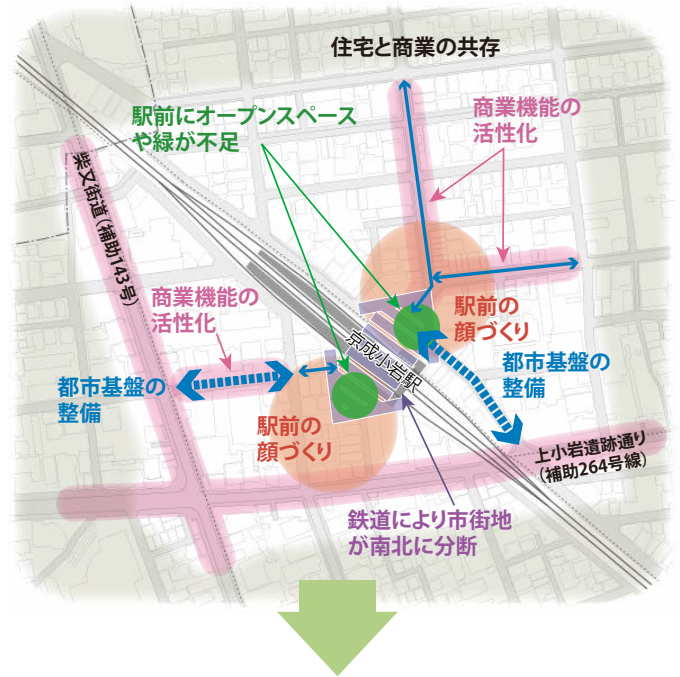 住宅と商業の共存
駅前にオープンスペース
や緑が不足
商業機能の
活性化
柴又街道(補助143号)
商業機能の
活性化
駅前の
顔づくり
京成小岩駅
都市基盤の
整備
都市基盤の
整備
駅前の
顔づくり
上小岩遺跡通り
(補助264号線)
鉄道により市街地
が南北に分断